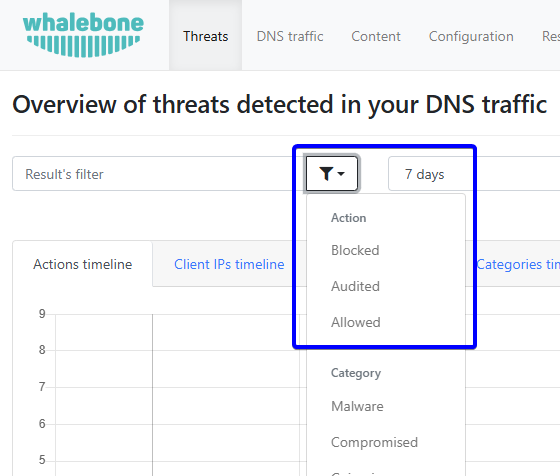 whalebone
Threats
DNS traffic
Content
Configuration
Res
Overview of threats detected in your DNS traffic
Result's filter
7 days
Action
Blocked
Audited
Allowed
Actions timeline
Client IPs timeline
Categories tim
9
8
7
6
5
Category
Malware
Compromised